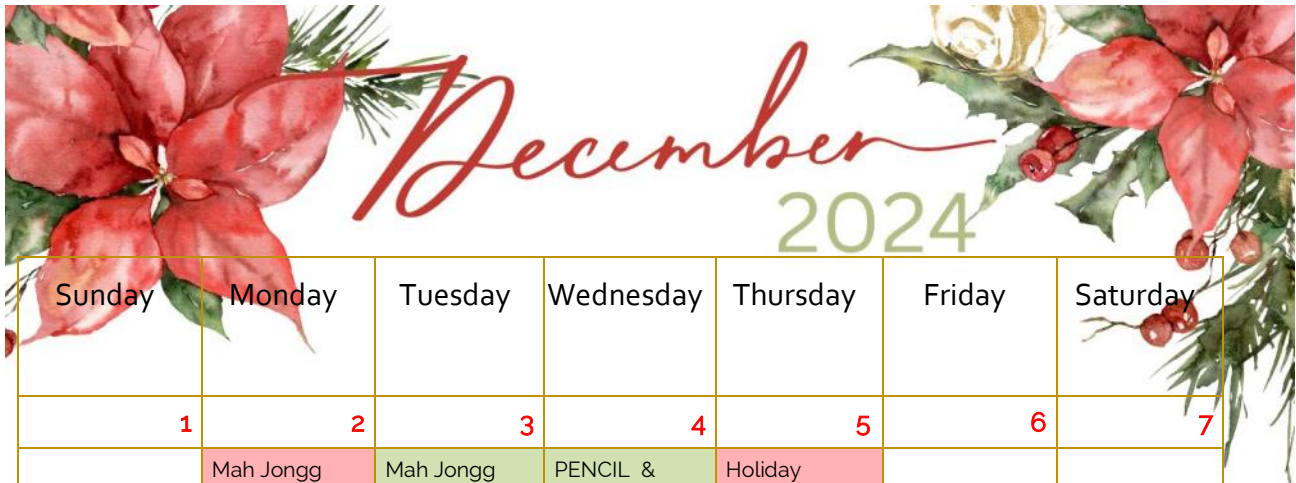 December
2024
Sunday Monday Tuesday Wednesday Thursday Friday Saturday
1 2 3 4 5 6 7
Mah Jongg Mah Jongg PENCIL & Holiday